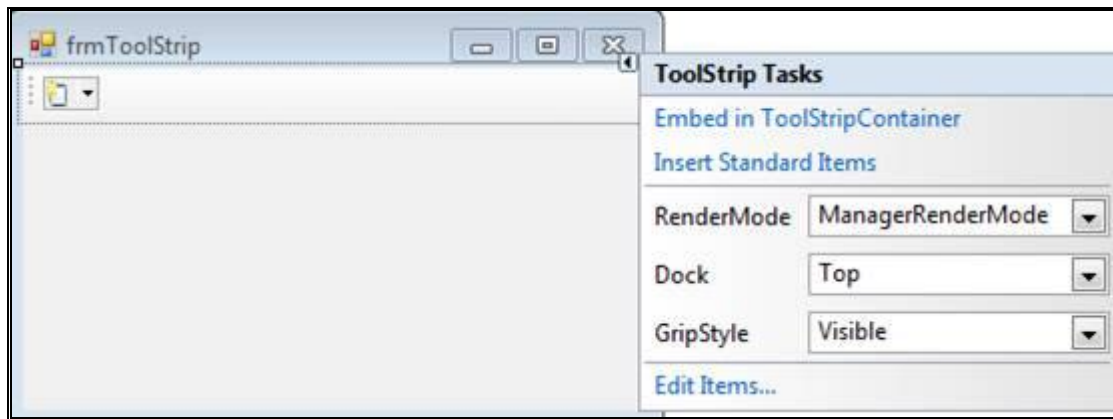 frmToolStrip
ToolStrip Tasks
Embed in ToolStripContainer
Insert Standard Items
RenderMode ManagerRenderMode
Dock Top
GripStyle Visible
Edit Items...